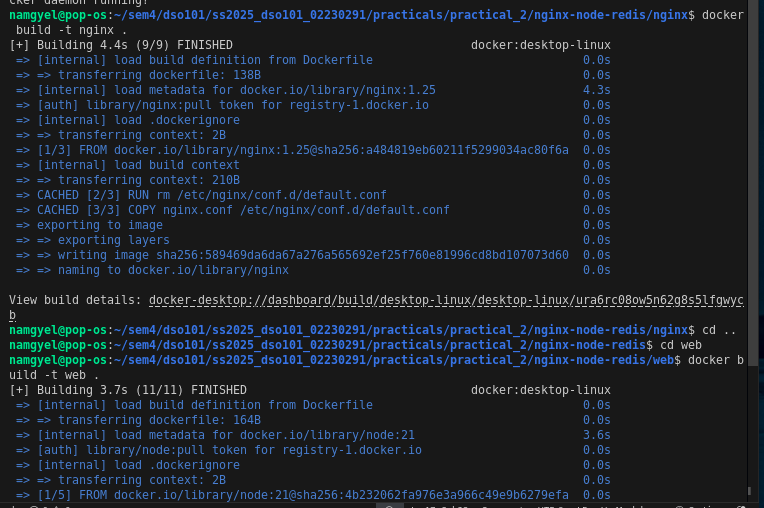 cker daemon running?
namgyel@pop-os:~/sem4/dso101/ss2025_dso101_02230291/practicals/practical_2/nginx-node-redis/nginx$ docker
 build -t nginx .
[+] Building 4.4s (9/9) FINISHED docker:desktop-linux
=> [internal] load build definition from Dockerfile 0.0s
=> => transferring dockerfile: 138B 0.0s
=> [internal] load metadata for docker.io/library/nginx:1.25 4.3s
=> [auth] library/nginx:pull token for registry-1.docker.io 0.0s
=> [internal] load .dockerignore 0.0s
=> => transferring context: 2B 0.0s
=> [1/3] FROM docker.io/library/nginx:1.25@sha256:a484819eb60211f5299034ac80f6a 0.0s
=> [internal] load build context 0.0s
=> => transferring context: 210B 0.0s
=> CACHED [2/3] RUN rm /etc/nginx/conf.d/default.conf 0.0s
=> CACHED [3/3] COPY nginx.conf /etc/nginx/conf.d/default.conf 0.0s
=> exporting to image 0.0s
=> => exporting layers 0.0s
=> => writing image sha256:589469da6da67a276a565692ef25f760e81996cd8bd107073d60 0.0s
=> => naming to docker.io/library/nginx 0.0s
View build details: docker-desktop://dashboard/build/desktop-linux/desktop-linux/ura6rc08ow5n62g8s5lfgwyc
b
namgyel@pop-os:~/sem4/dso101/ss2025_dso101_02230291/practicals/practical_2/nginx-node-redis/nginx$ cd ..
namgyel@pop-os:~/sem4/dso101/ss2025_dso101_02230291/practicals/practical_2/nginx-node-redis$ cd web
namgyel@pop-os:~/sem4/dso101/ss2025_dso101_02230291/practicals/practical_2/nginx-node-redis/web$ docker b
uild -t web .
[+] Building 3.7s (11/11) FINISHED docker:desktop-linux
=> [internal] load build definition from Dockerfile 0.0s
=> => transferring dockerfile: 164B 0.0s
=> [internal] load metadata for docker.io/library/node:21 3.6s
=> [auth] library/node:pull token for registry-1.docker.io 0.0s
=> [internal] load .dockerignore 0.0s
=> => transferring context: 2B 0.0s
=> [1/5] FROM docker.io/library/node:21@sha256:4b232062fa976e3a966c49e9b6279efa 0.0s